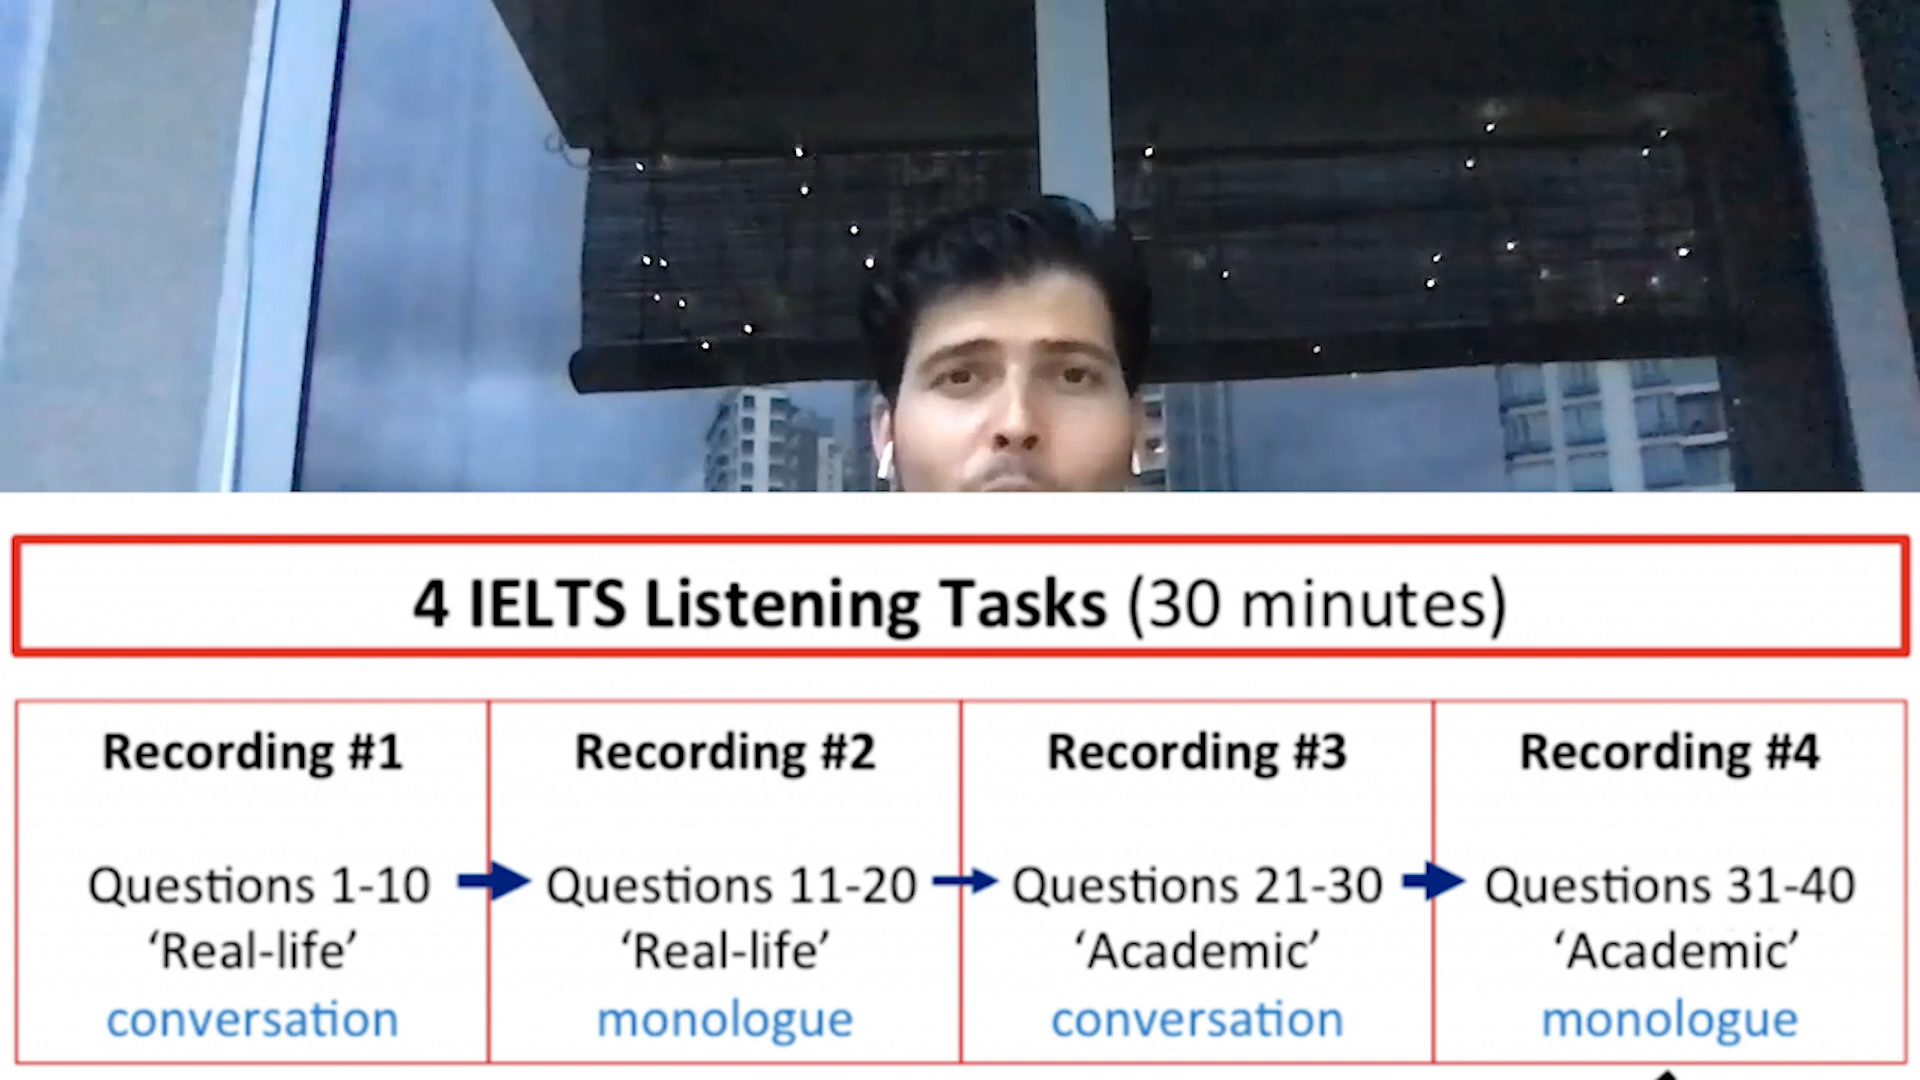 4 IELTS Listening Tasks (30 minutes)
Recording #1
Questions 1-10
‘Real-life’
conversation
Recording #2
Questions 11-20
‘Real-life’
monologue
Recording #3
Questions 21-30
‘Academic’
conversation
Recording #4
Questions 31-40
‘Academic’
monologue